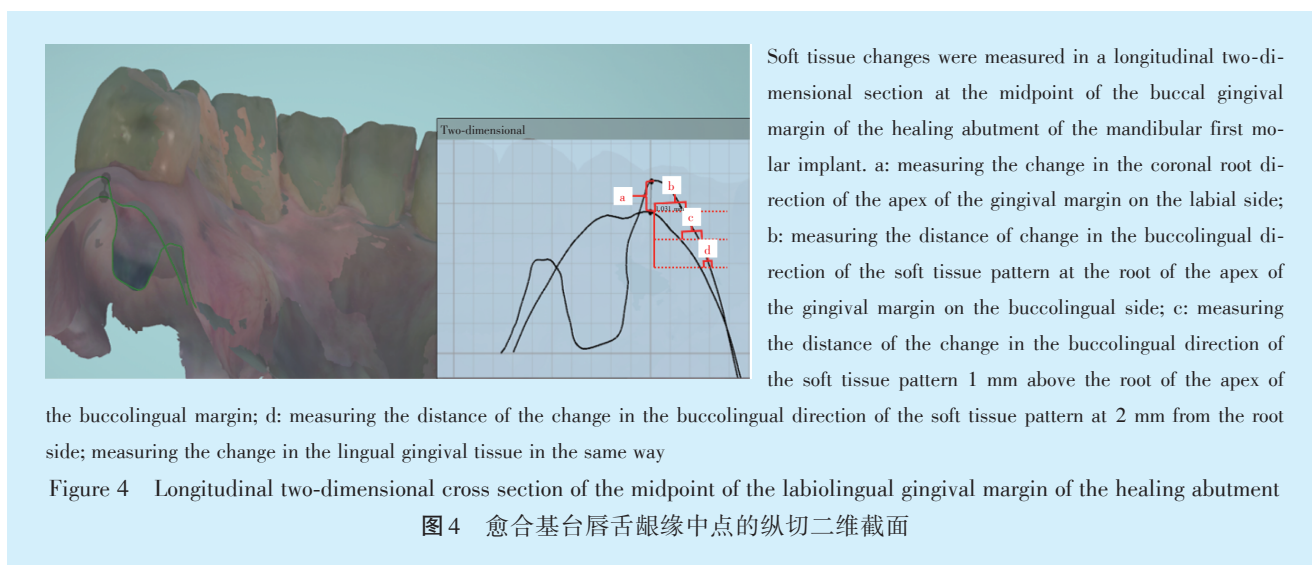 Two-dimensional
a
b
1.031 mm
c
d
Soft tissue changes were measured in a longitudinal two-di-
mensional section at the midpoint of the buccal gingival
margin of the healing abutment of the mandibular first mo-
lar implant. a: measuring the change in the coronal root di-
rection of the apex of the gingival margin on the labial side;
b: measuring the distance of change in the buccolingual di-
rection of the soft tissue pattern at the root of the apex of
the gingival margin on the buccolingual side; c: measuring
the distance of the change in the buccolingual direction of
the soft tissue pattern 1 mm above the root of the apex of
the buccolingual margin; d: measuring the distance of the change in the buccolingual direction of the soft tissue pattern at 2 mm from the root
side; measuring the change in the lingual gingival tissue in the same way
Figure 4 Longitudinal two-dimensional cross section of the midpoint of the labiolingual gingival margin of the healing abutment
图4 愈合基台唇舌龈缘中点的纵切二维截面